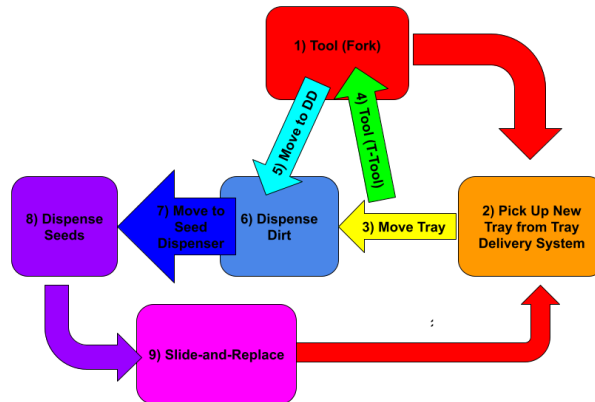 1) Tool (Fork)
5) Move to DD
4) Tool (T-Tool)
8) Dispense
Seeds
7) Move to
Seed
Dispenser
6) Dispense
Dirt
3) Move Tray
2) Pick Up New
Tray from Tray
Delivery System
9) Slide-and-Replace
;